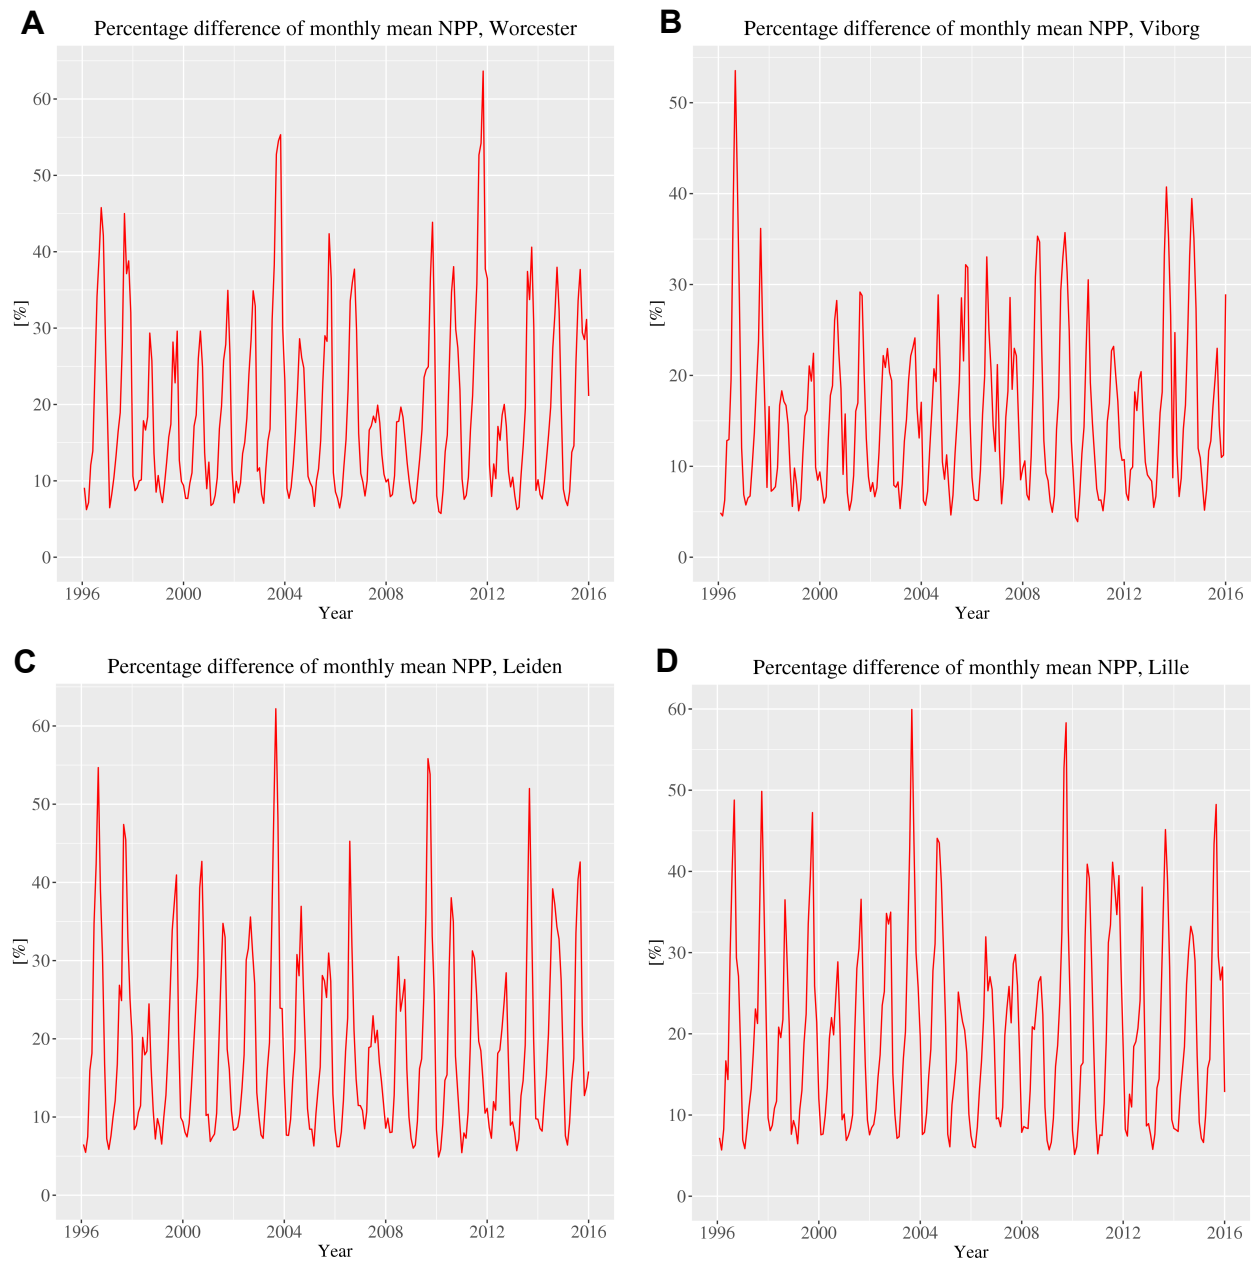 A
Percentage difference of monthly mean NPP, Worcester
60
50
40
30
20
10
0
[%]
1996 2000 2004 2008 2012 2016
Year
B
Percentage difference of monthly mean NPP, Viborg
50
40
30
20
10
0
[%]
1996 2000 2004 2008 2012 2016
Year
C
Percentage difference of monthly mean NPP, Leiden
60
50
40
30
20
10
0
[%]
1996 2000 2004 2008 2012 2016
Year
D
Percentage difference of monthly mean NPP, Lille
60
50
40
30
20
10
0
[%]
1996 2000 2004 2008 2012 2016
Year